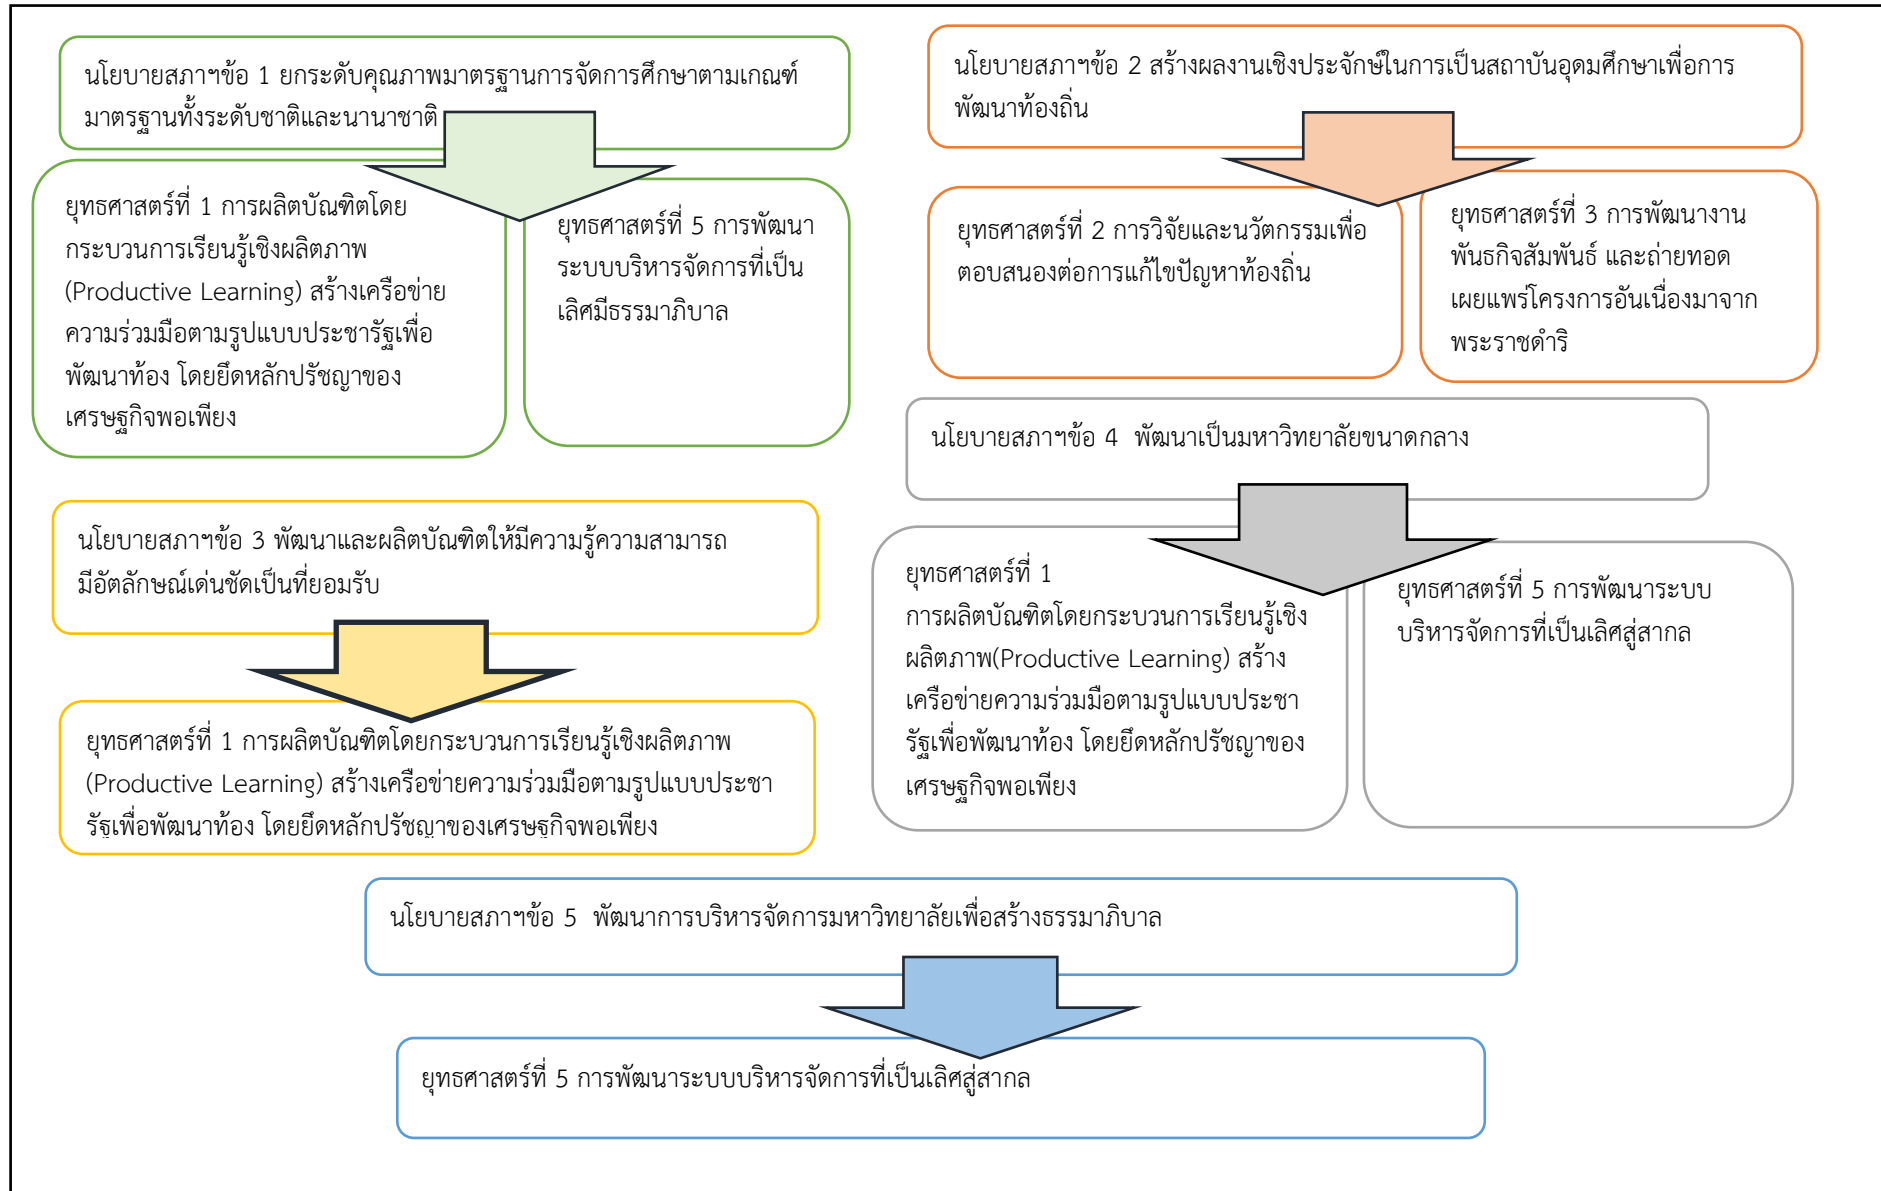 นโยบายสภาฯข้อ 1 ยกระดับคุณภาพมาตรฐานการจัดการศึกษาตามเกณฑ์
มาตรฐานทั้งระดับชาติและนานาชาติ
ยุทธศาสตร์ที่ 1 การผลิตบัณฑิตโดย
กระบวนการเรียนรู้เชิงผลิตภาพ
(Productive Learning) สร้างเครือข่าย
ความร่วมมือตามรูปแบบประชารัฐเพื่อ
พัฒนาท้อง โดยยึดหลักปรัชญาของ
เศรษฐกิจพอเพียง
ยุทธศาสตร์ที่ 5 การพัฒนา
ระบบบริหารจัดการที่เป็น
เลิศมีธรรมาภิบาล
นโยบายสภาฯข้อ 2 สร้างผลงานเชิงประจักษ์ในการเป็นสถาบันอุดมศึกษาเพื่อการ
พัฒนาท้องถิ่น
ยุทธศาสตร์ที่ 2 การวิจัยและนวัตกรรมเพื่อ
ตอบสนองต่อการแก้ไขปัญหาท้องถิ่น
ยุทธศาสตร์ที่ 3 การพัฒนางาน
พันธกิจสัมพันธ์ และถ่ายทอด
เผยแพร่โครงการอันเนื่องมาจาก
พระราชดำริ
นโยบายสภาฯข้อ 3 พัฒนาและผลิตบัณฑิตให้มีความรู้ความสามารถ
มีอัตลักษณ์เด่นชัดเป็นที่ยอมรับ
ยุทธศาสตร์ที่ 1 การผลิตบัณฑิตโดยกระบวนการเรียนรู้เชิงผลิตภาพ
(Productive Learning) สร้างเครือข่ายความร่วมมือตามรูปแบบประชา
รัฐเพื่อพัฒนาท้อง โดยยึดหลักปรัชญาของเศรษฐกิจพอเพียง
นโยบายสภาฯข้อ 4  พัฒนาเป็นมหาวิทยาลัยขนาดกลาง
ยุทธศาสตร์ที่ 1
การผลิตบัณฑิตโดยกระบวนการเรียนรู้เชิง
ผลิตภาพ(Productive Learning) สร้าง
เครือข่ายความร่วมมือตามรูปแบบประชา
รัฐเพื่อพัฒนาท้อง โดยยึดหลักปรัชญาของ
เศรษฐกิจพอเพียง
ยุทธศาสตร์ที่ 5 การพัฒนาระบบ
บริหารจัดการที่เป็นเลิศสู่สากล
นโยบายสภาฯข้อ 5  พัฒนาการบริหารจัดการมหาวิทยาลัยเพื่อสร้างธรรมาภิบาล
ยุทธศาสตร์ที่ 5 การพัฒนาระบบบริหารจัดการที่เป็นเลิศสู่สากล